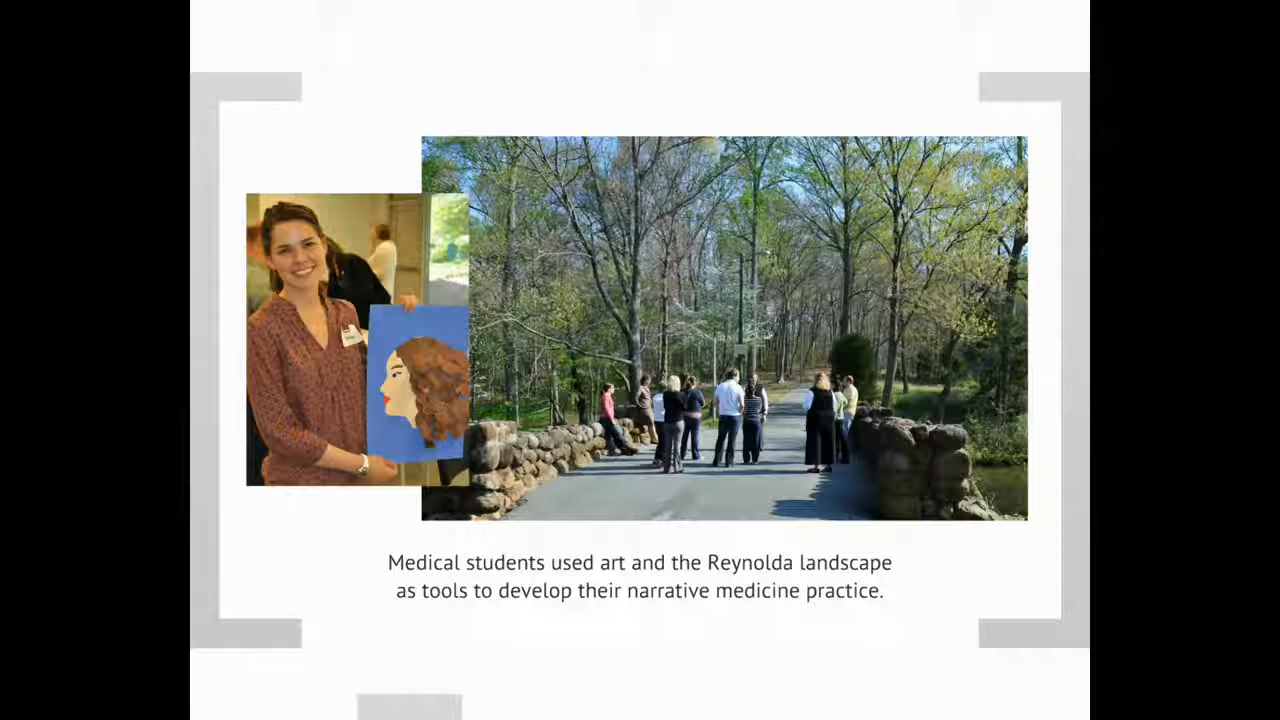 Medical students used art and the Reynolda landscape
as tools to develop their narrative medicine practice.